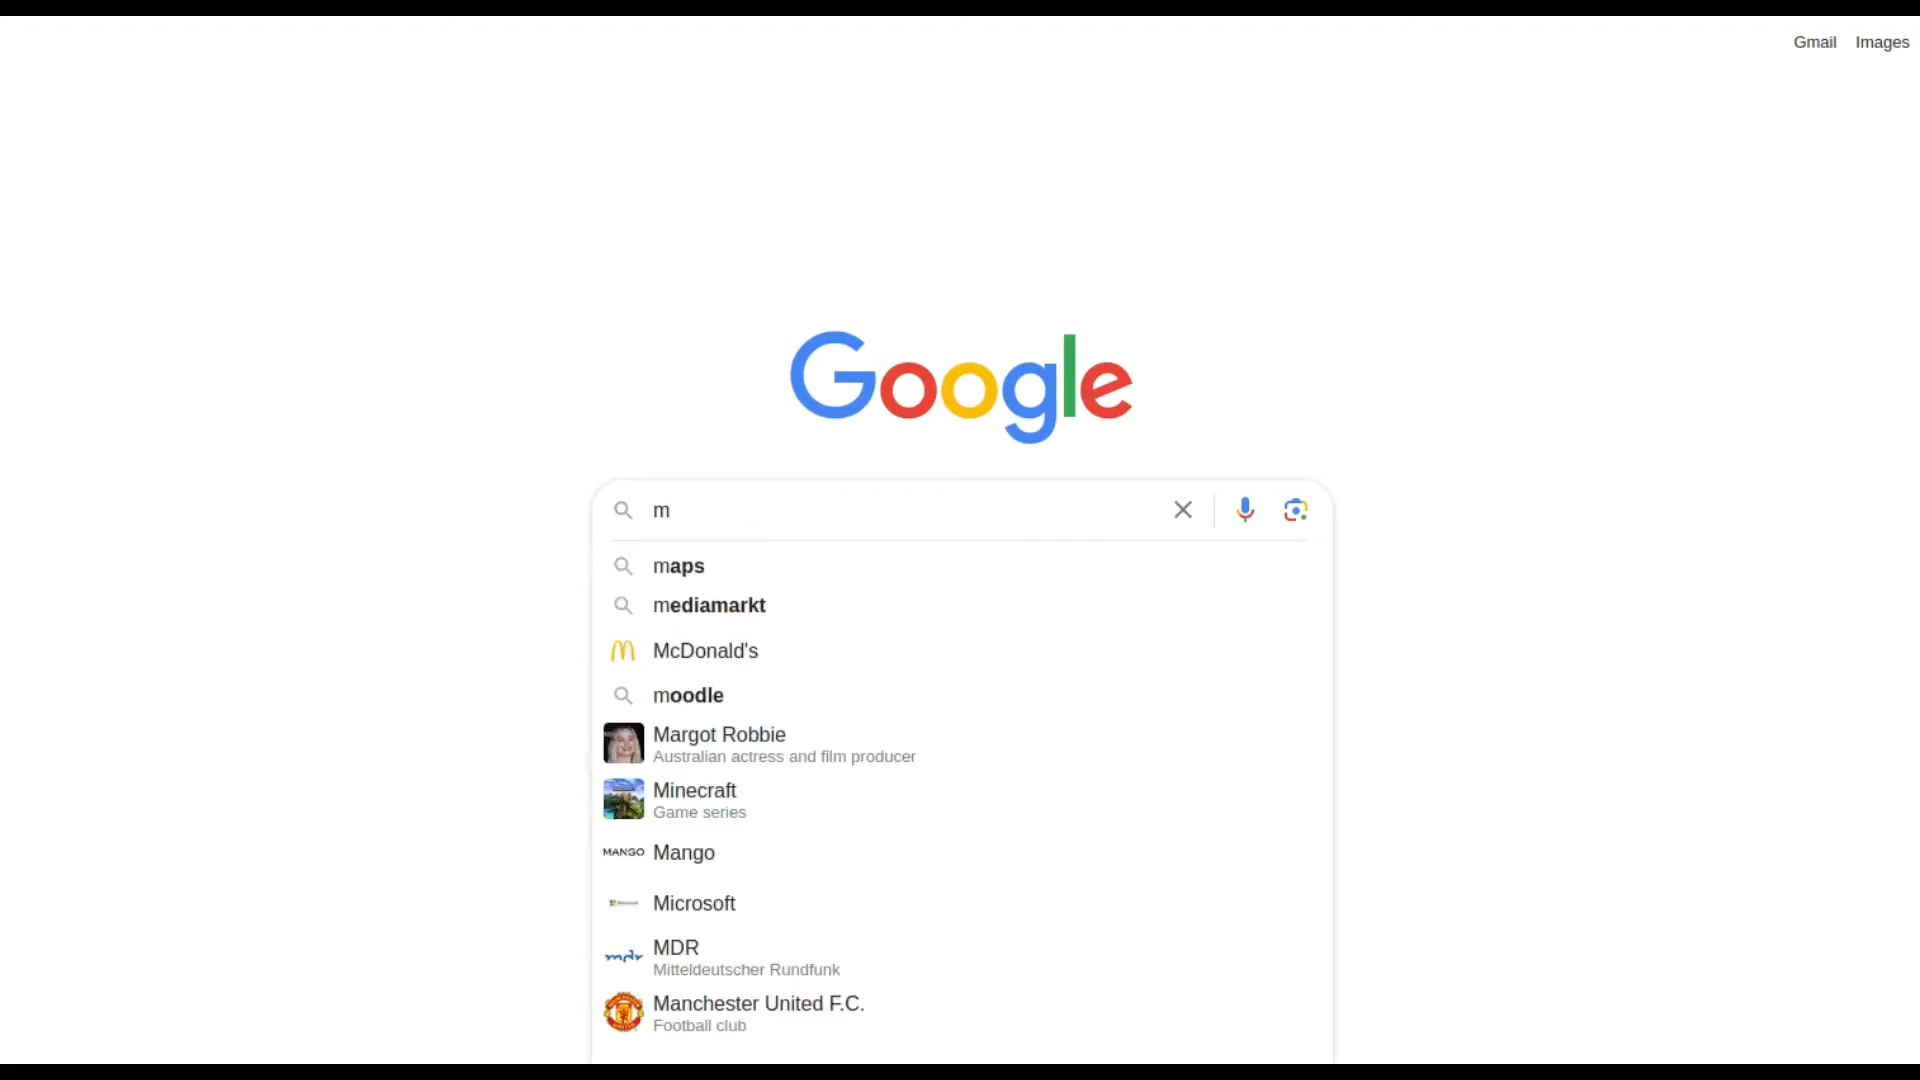 Gmail Images
Google
m
maps
mediamarkt
McDonald's
moodle
Margot Robbie
Australian actress and film producer
Minecraft
Game series
MANGO Mango
Microsoft
mdr MDR
Mitteldeutscher Rundfunk
Manchester United F.C.
Football club